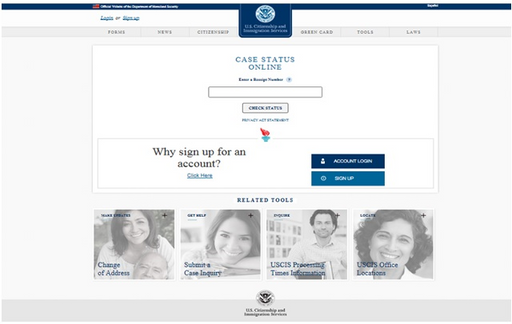 Official Website of the Department of Homeland Security
Español
Login or Sign up
U.S. Citizenship and
Immigration Services
FORMS
NEWS
CITIZENSHIP
GREEN CARD
TOOLS
LAWS
CASE STATUS
ONLINE
Enter a Receipt Number
CHECK STATUS
PRIVACY ACT STATEMENT
Why sign up for an
account?
Click Here
ACCOUNT LOGIN
SIGN UP
RELATED TOOLS
MAKE UPDATES +
Change
of Address
GET HELP +
Submit a
Case Inquiry
INQUIRE +
USCIS Processing
Times Information
LOCATE +
USCIS Office
Locations
U.S. Citizenship and
Immigration Services